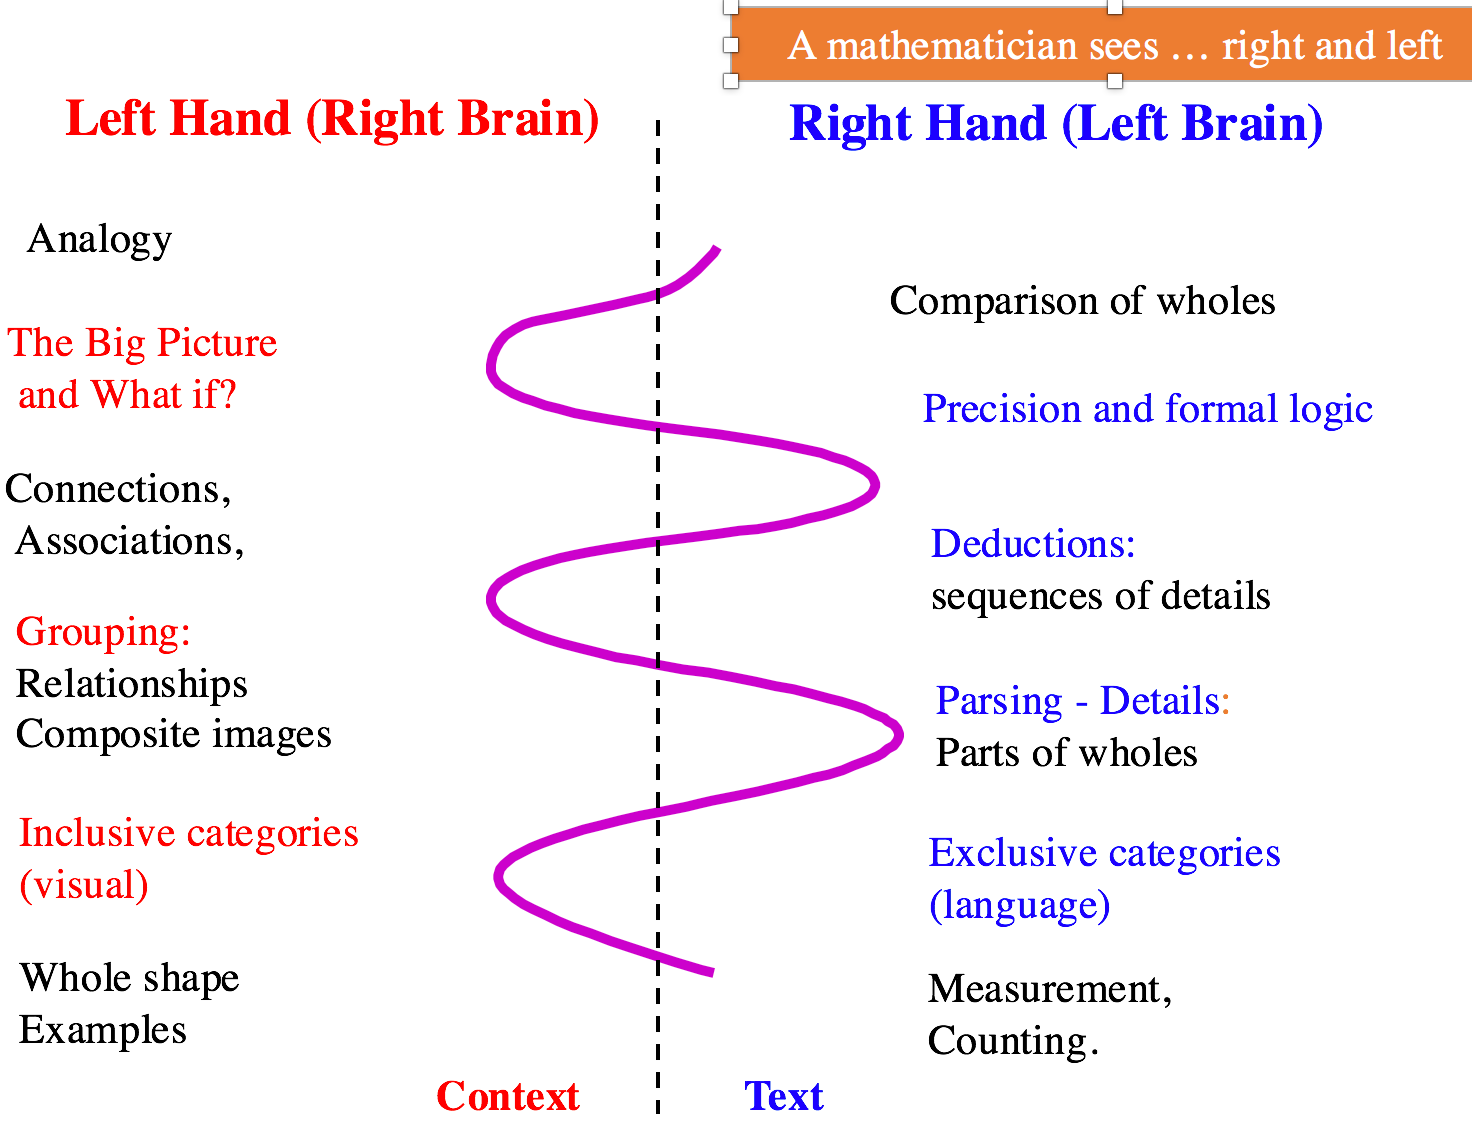 A mathematician sees … right and left
Left Hand (Right Brain)
Right Hand (Left Brain)
Analogy
The Big Picture
and What if?
Connections,
Associations,
Grouping:
Relationships
Composite images
Inclusive categories
(visual)
Whole shape
Examples
Context
Comparison of wholes
Precision and formal logic
Deductions:
sequences of details
Parsing - Details:
Parts of wholes
Exclusive categories
(language)
Measurement,
Counting.
Text